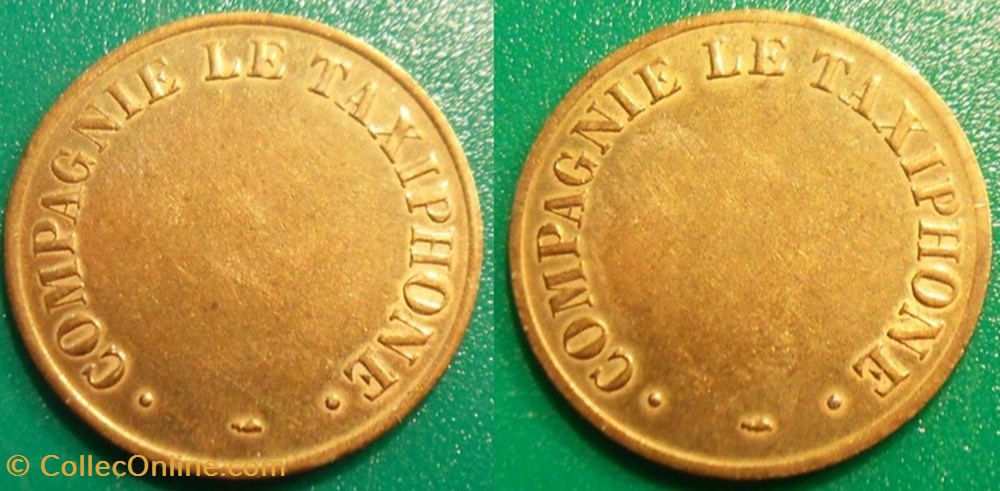 · COMPAGNIE LE TAXIPHONE ·
· COMPAGNIE LE TAXIPHONE ·
© CollecOnline.com